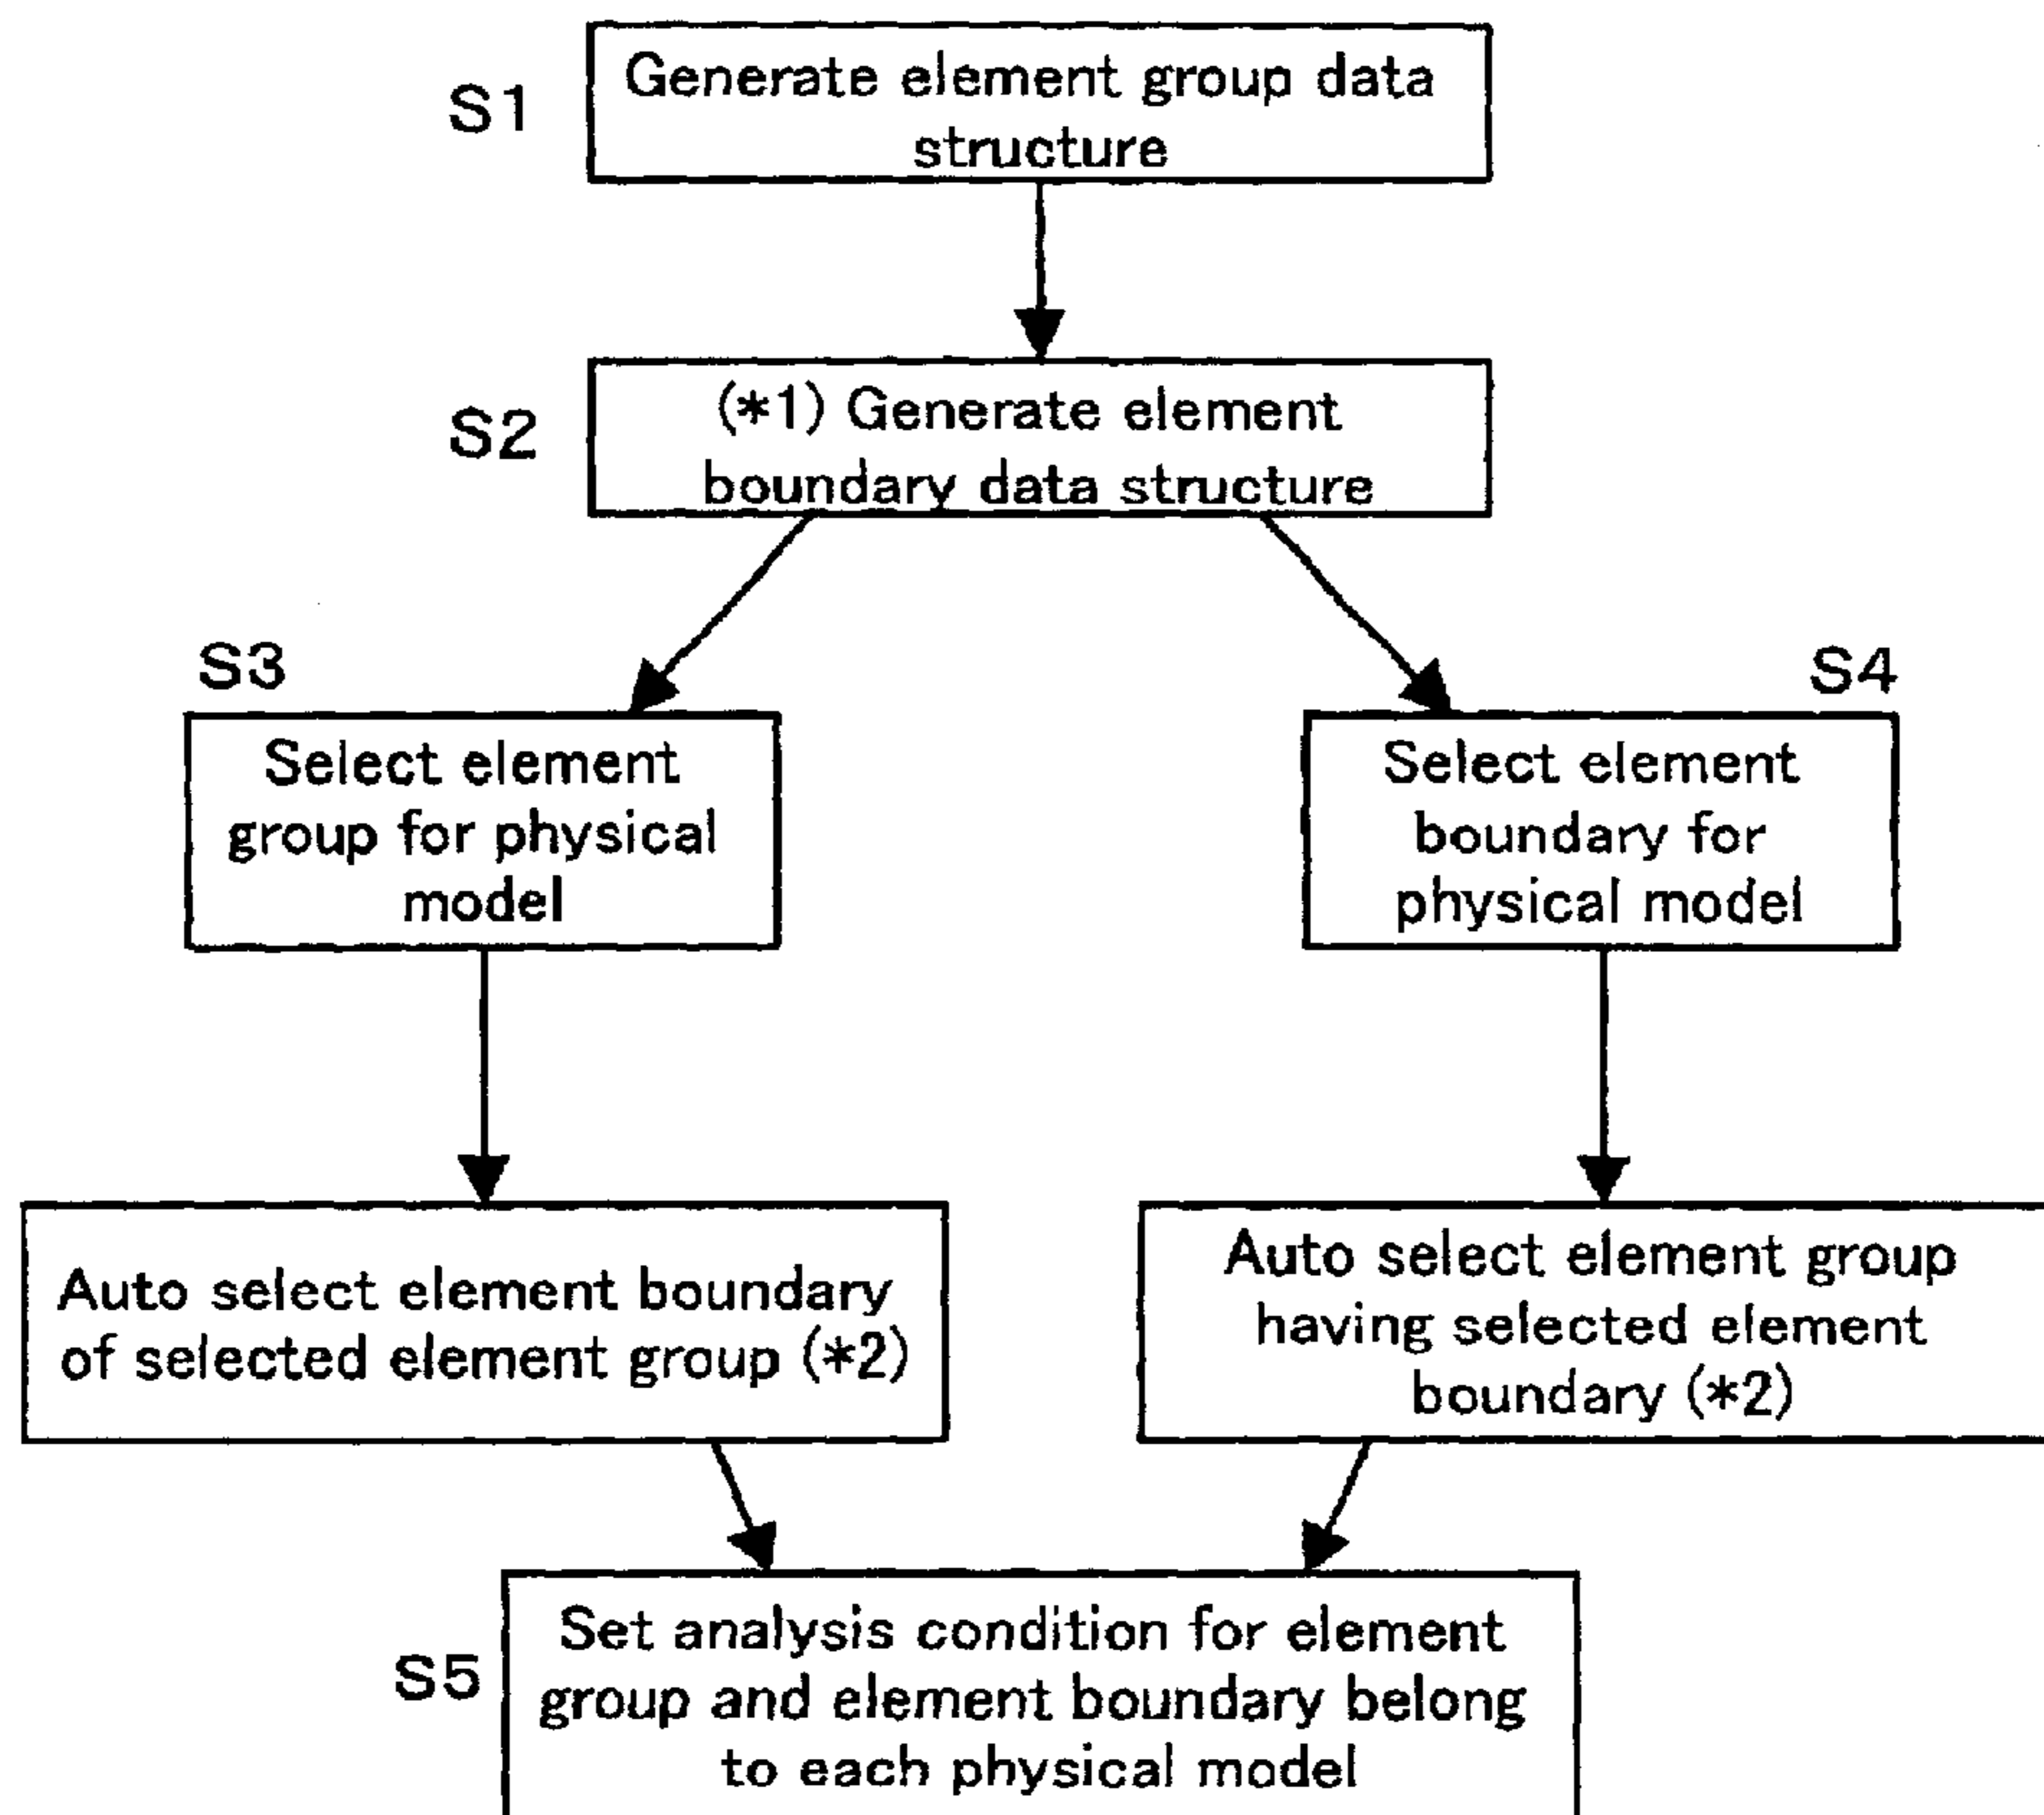 S1
Generate element group data
structure
S2
(*1) Generate element
boundary data structure
S3
Select element
group for physical
model
S4
Select element
boundary for
physical model
Auto select element boundary
of selected element group (*2)
Auto select element group
having selected element
boundary (*2)
S5
Set analysis condition for element
group and element boundary belong
to each physical model